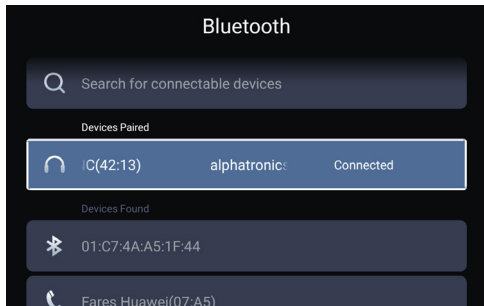 Bluetooth
Search for connectable devices
Devices Paired
C(42:13) alphatronics Connected
Devices Found
01:C7:4A:A5:1F:44
Fares Huawei(07:A5)